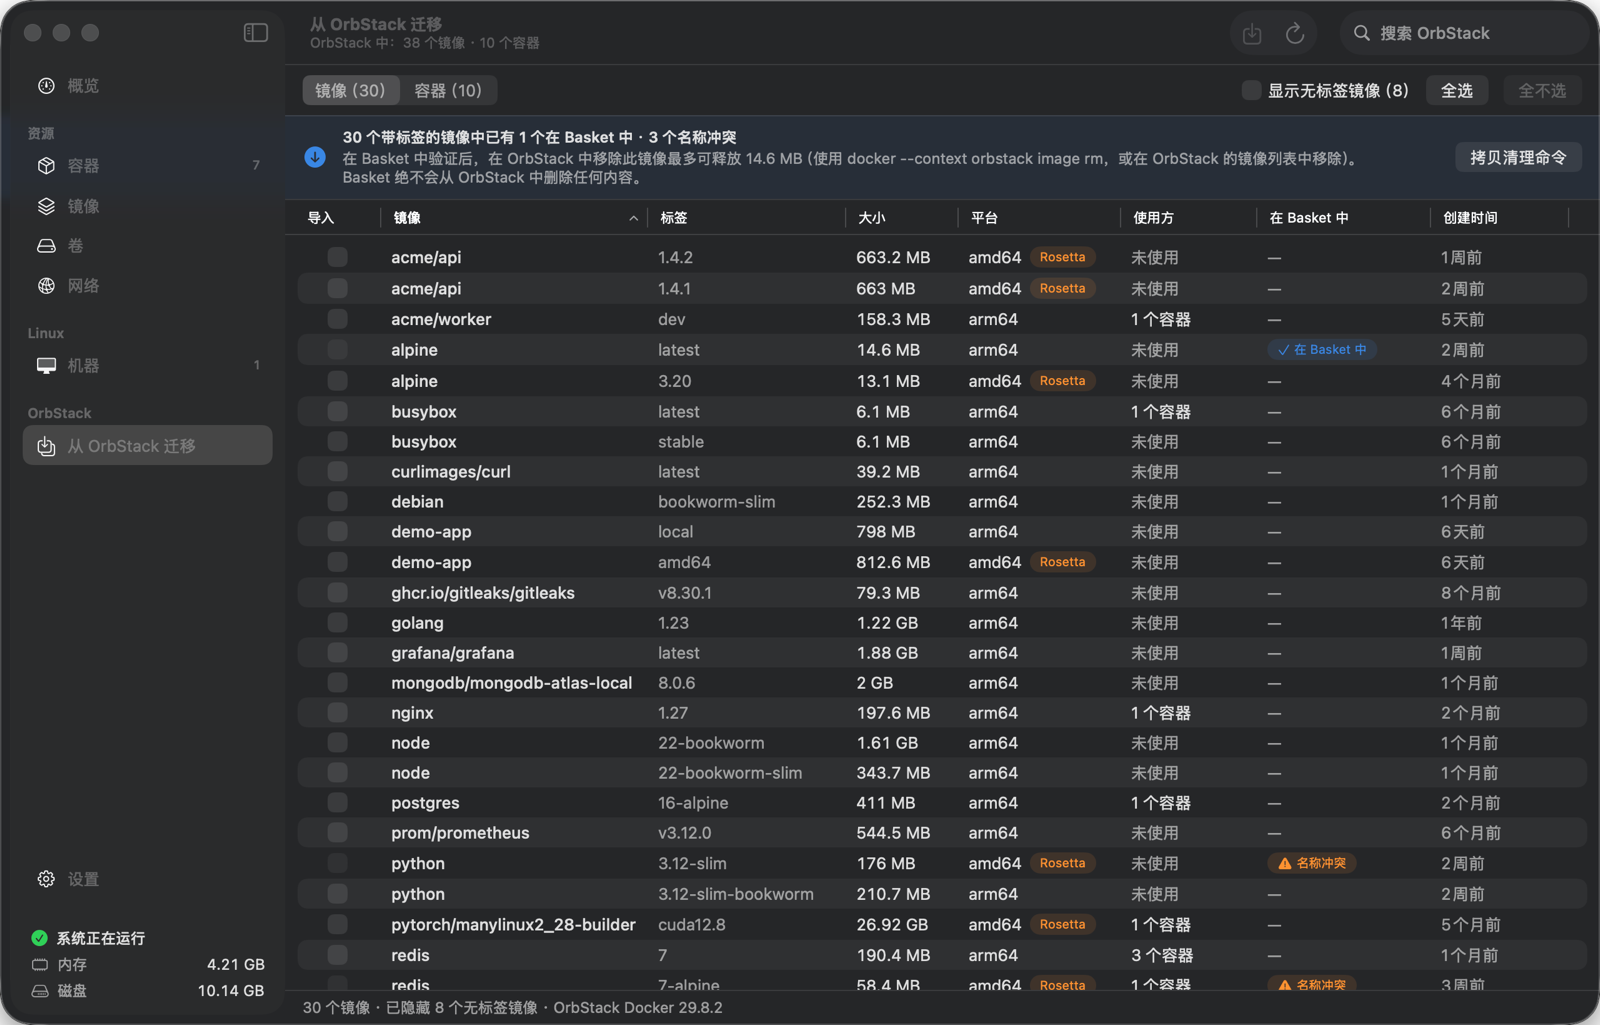 从 OrbStack 迁移
OrbStack 中：38 个镜像 · 10 个容器
搜索 OrbStack
概览
资源
容器 7
镜像
卷
网络
Linux
机器 1
OrbStack
从 OrbStack 迁移
设置
系统正在运行
内存 4.21 GB
磁盘 10.14 GB
镜像 (30) 容器 (10) 显示无标签镜像 (8) 全选 全不选
30 个带标签的镜像中已有 1 个在 Basket 中 · 3 个名称冲突
在 Basket 中验证后，在 OrbStack 中移除此镜像最多可释放 14.6 MB（使用 docker --context orbstack image rm，或在 OrbStack 的镜像列表中移除）。
Basket 绝不会从 OrbStack 中删除任何内容。
拷贝清理命令
导入 镜像 标签 大小 平台 使用方 在 Basket 中 创建时间
acme/api 1.4.2 663.2 MB amd64 Rosetta 未使用 — 1周前
acme/api 1.4.1 663 MB amd64 Rosetta 未使用 — 2周前
acme/worker dev 158.3 MB arm64 1 个容器 — 5天前
alpine latest 14.6 MB arm64 未使用 ✓ 在 Basket 中 2周前
alpine 3.20 13.1 MB amd64 Rosetta 未使用 — 4个月前
busybox latest 6.1 MB arm64 1 个容器 — 6个月前
busybox stable 6.1 MB arm64 未使用 — 6个月前
curlimages/curl latest 39.2 MB arm64 未使用 — 1个月前
debian bookworm-slim 252.3 MB arm64 未使用 — 1个月前
demo-app local 798 MB arm64 未使用 — 6天前
demo-app amd64 812.6 MB amd64 Rosetta 未使用 — 6天前
ghcr.io/gitleaks/gitleaks v8.30.1 79.3 MB arm64 未使用 — 8个月前
golang 1.23 1.22 GB arm64 未使用 — 1年前
grafana/grafana latest 1.88 GB arm64 未使用 — 1周前
mongodb/mongodb-atlas-local 8.0.6 2 GB arm64 未使用 — 1个月前
nginx 1.27 197.6 MB arm64 1 个容器 — 2个月前
node 22-bookworm 1.61 GB arm64 未使用 — 1个月前
node 22-bookworm-slim 343.7 MB arm64 未使用 — 1个月前
postgres 16-alpine 411 MB arm64 1 个容器 — 2个月前
prom/prometheus v3.12.0 544.5 MB arm64 未使用 — 6个月前
python 3.12-slim 176 MB amd64 Rosetta 未使用 名称冲突 2周前
python 3.12-slim-bookworm 210.7 MB arm64 未使用 — 2周前
pytorch/manylinux2_28-builder cuda12.8 26.92 GB amd64 Rosetta 1 个容器 — 5个月前
redis 7 190.4 MB arm64 3 个容器 — 1个月前
redis 7-alpine 58.4 MB amd64 Rosetta 1 个容器 名称冲突 3周前
30 个镜像 · 已隐藏 8 个无标签镜像 · OrbStack Docker 29.8.2